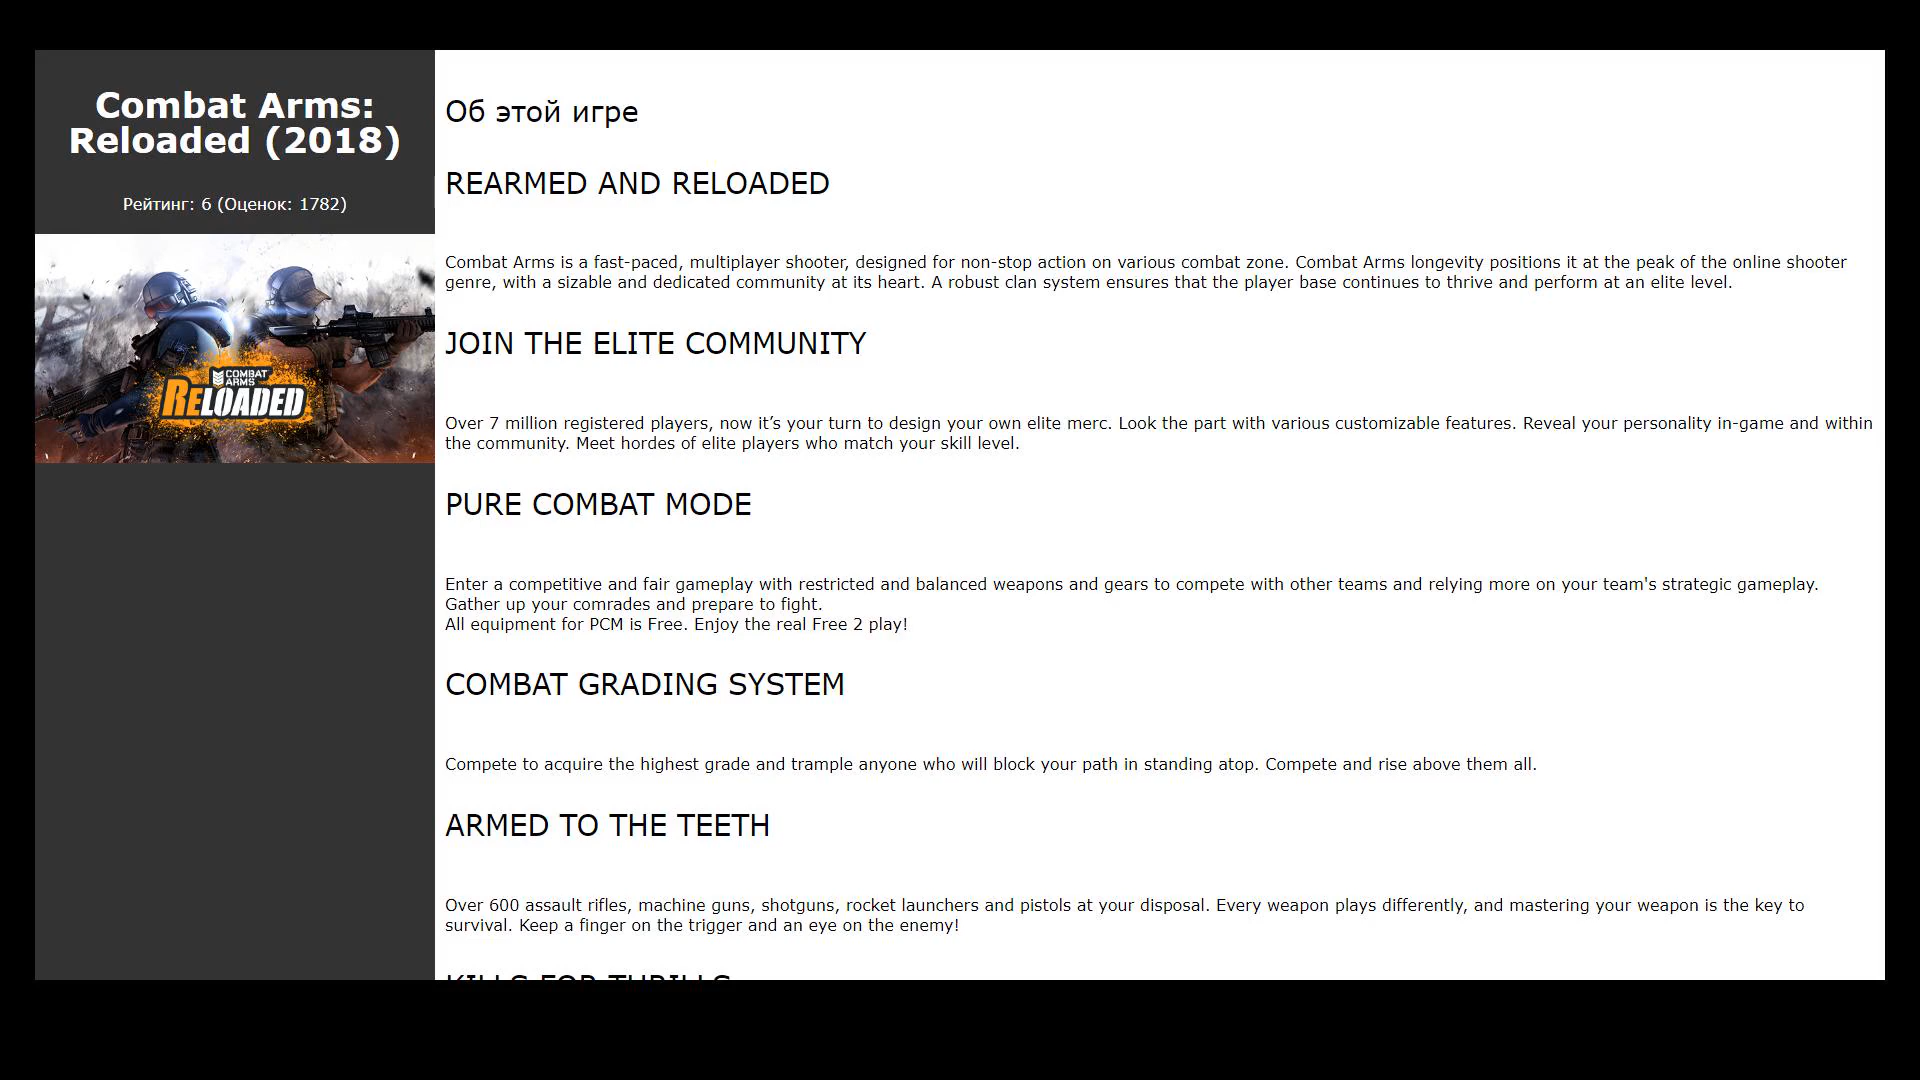 Combat Arms:
Reloaded (2018)
Рейтинг: 6 (Оценок: 1782)
COMBAT
ARMS
RELOADED
Об этой игре
REARMED AND RELOADED
Combat Arms is a fast-paced, multiplayer shooter, designed for non-stop action on various combat zone. Combat Arms longevity positions it at the peak of the online shooter
genre, with a sizable and dedicated community at its heart. A robust clan system ensures that the player base continues to thrive and perform at an elite level.
JOIN THE ELITE COMMUNITY
Over 7 million registered players, now it’s your turn to design your own elite merc. Look the part with various customizable features. Reveal your personality in-game and within
the community. Meet hordes of elite players who match your skill level.
PURE COMBAT MODE
Enter a competitive and fair gameplay with restricted and balanced weapons and gears to compete with other teams and relying more on your team's strategic gameplay.
Gather up your comrades and prepare to fight.
All equipment for PCM is Free. Enjoy the real Free 2 play!
COMBAT GRADING SYSTEM
Compete to acquire the highest grade and trample anyone who will block your path in standing atop. Compete and rise above them all.
ARMED TO THE TEETH
Over 600 assault rifles, machine guns, shotguns, rocket launchers and pistols at your disposal. Every weapon plays differently, and mastering your weapon is the key to
survival. Keep a finger on the trigger and an eye on the enemy!
KILLS FOR THRILLS